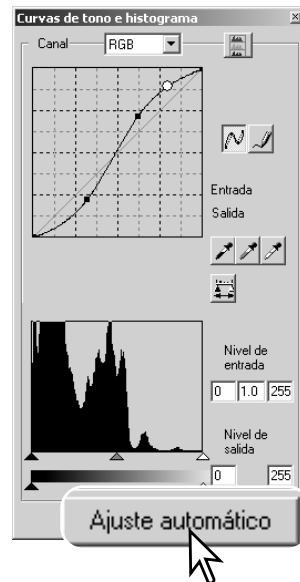 Curvas de tono e histograma
Canal RGB
Entrada
Salida
Nivel de
entrada
0 1.0 255
Nivel de
salida
0 255
Ajuste automático